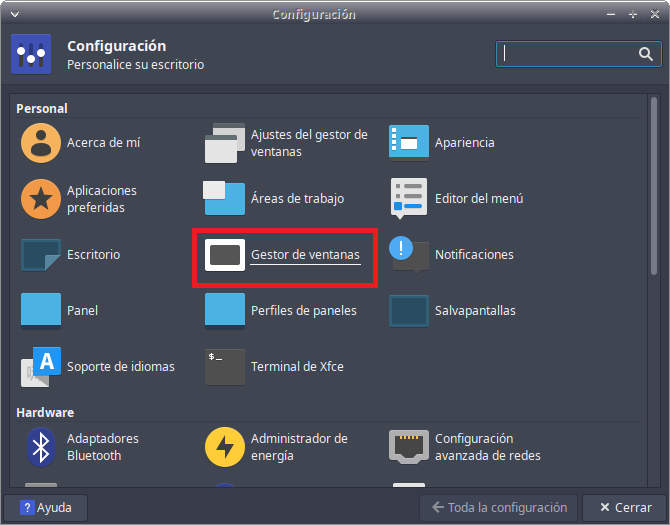 Configuración
Configuración
Personalice su escritorio
Personal
Acerca de mí
Ajustes del gestor de
ventanas
Apariencia
Aplicaciones
preferidas
Áreas de trabajo
Editor del menú
Escritorio
Gestor de ventanas
Notificaciones
Panel
Perfiles de paneles
Salvapantallas
A
Soporte de idiomas
$_
Terminal de Xfce
Hardware
Adaptadores
Bluetooth
Administrador de
energía
Configuración
avanzada de redes
? Ayuda
← Toda la configuración
× Cerrar